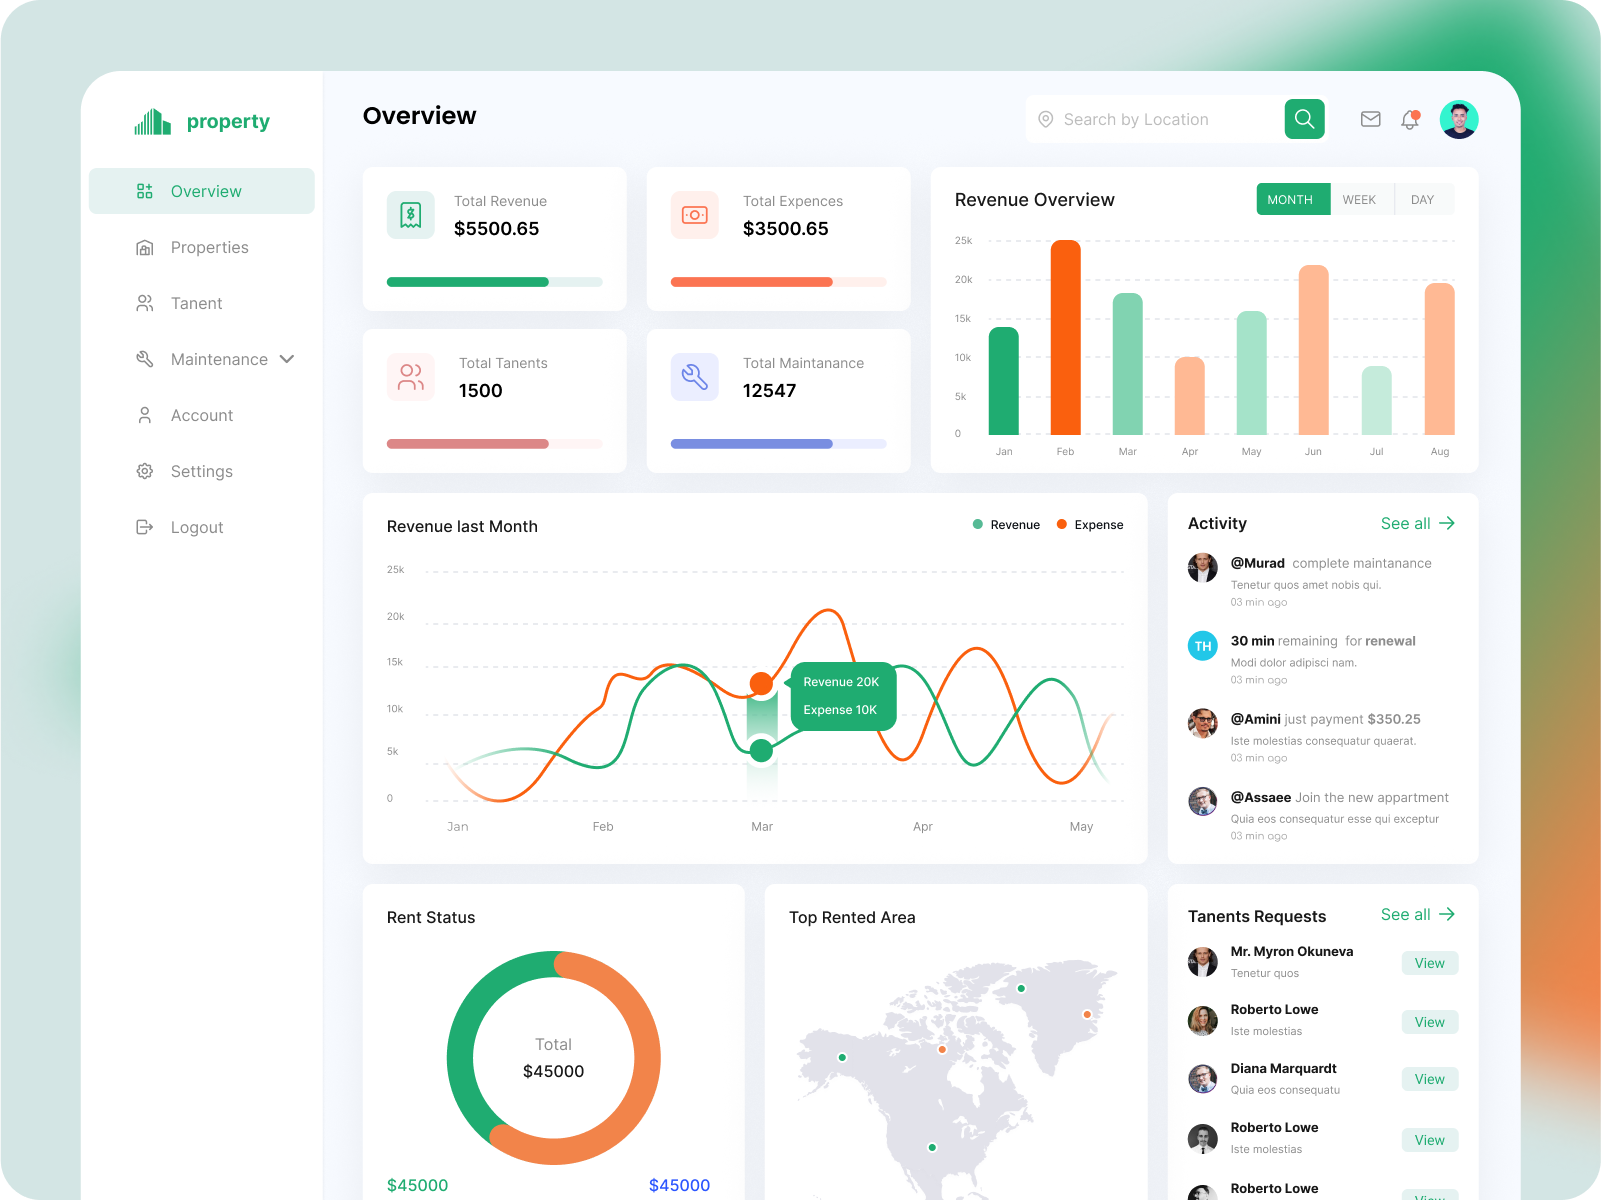 property
Overview
Properties
Tanent
Maintenance
Account
Settings
Logout
Overview
Search by Location
Total Revenue
$5500.65
Total Expences
$3500.65
Total Tanents
1500
Total Maintanance
12547
Revenue Overview
MONTH WEEK DAY
25k
20k
15k
10k
5k
0
Jan Feb Mar Apr May Jun Jul Aug
Revenue last Month
Revenue Expense
25k
20k
15k
10k
5k
0
Revenue 20K
Expense 10K
Jan Feb Mar Apr May
Activity See all
@Murad complete maintanance
Tenetur quos amet nobis qui.
03 min ago
TH
30 min remaining for renewal
Modi dolor adipisci nam.
03 min ago
@Amini just payment $350.25
Iste molestias consequatur quaerat.
03 min ago
@Assaee Join the new appartment
Quia eos consequatur esse qui exceptur
03 min ago
Rent Status
Total
$45000
$45000 $45000
Top Rented Area
Tanents Requests See all
Mr. Myron Okuneva
Tenetur quos
View
Roberto Lowe
Iste molestias
View
Diana Marquardt
Quia eos consequatu
View
Roberto Lowe
Iste molestias
View
Roberto Lowe
View